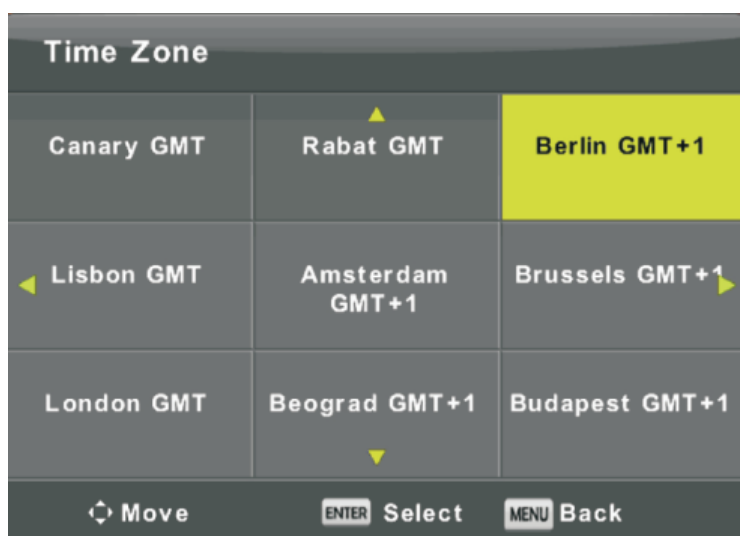 Time Zone
Canary GMT
Rabat GMT
Berlin GMT+1
Lisbon GMT
Amsterdam
GMT+1
Brussels GMT+1
London GMT
Beograd GMT+1
Budapest GMT+1
Move
ENTER Select
MENU Back